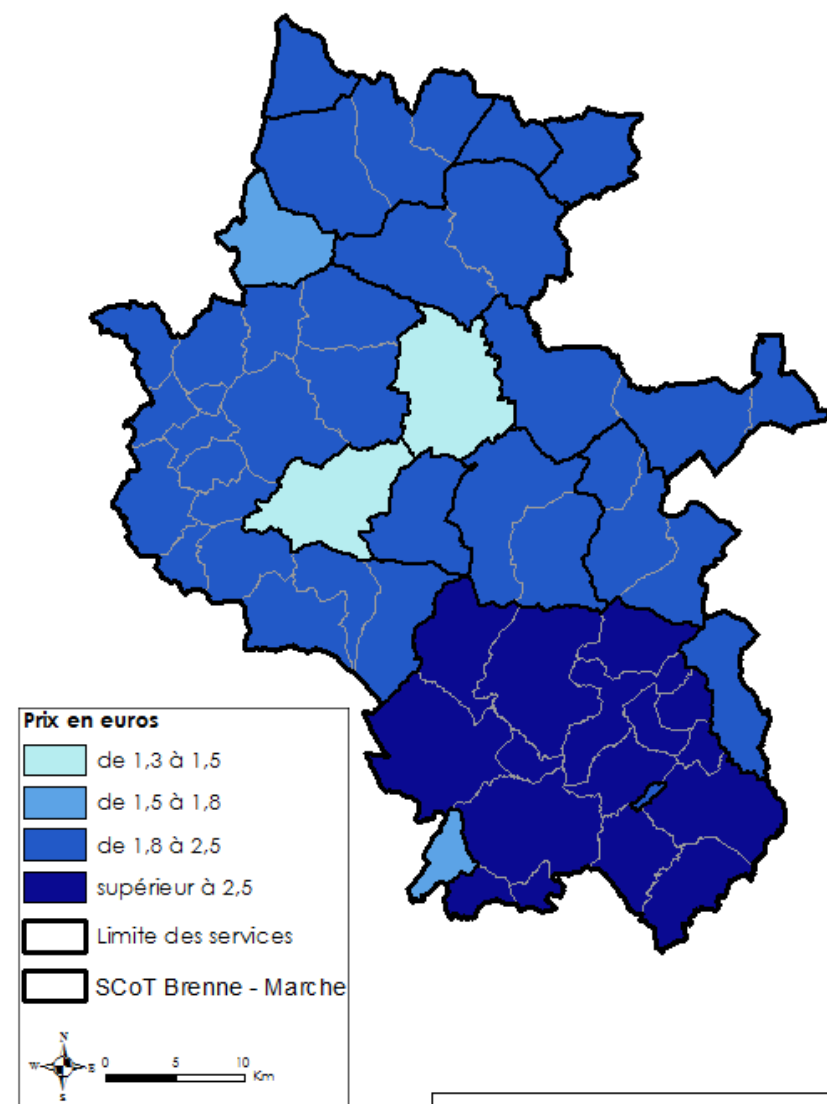 Prix en euros
de 1,3 à 1,5
de 1,5 à 1,8
de 1,8 à 2,5
supérieur à 2,5
Limite des services
SCoT Brenne - Marche
N
W E
S
0 5 10
Km